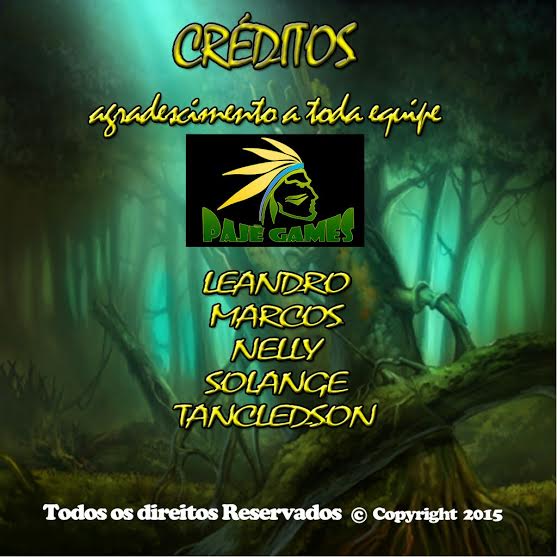 CRÉDITOS
agradescimento a toda equipe
PAJÉ GAMES
LEANDRO
MARCOS
NELLY
SOLANGE
TANCLEDSON
Todos os direitos Reservados © Copyright 2015